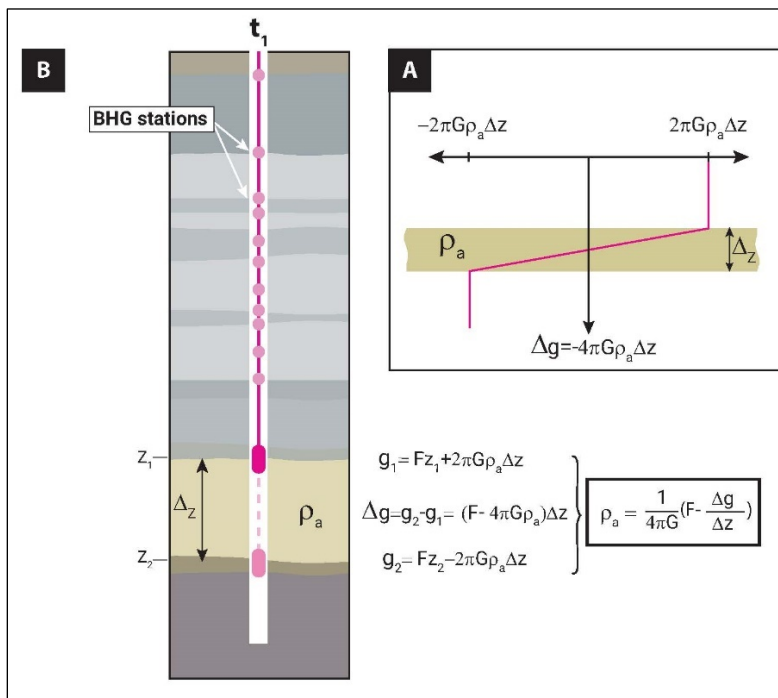 B
t₁
BHG stations
Z₁
Δz
ρₐ
Z₂
A
−2πGρₐΔz
2πGρₐΔz
ρₐ
Δz
Δg=-4πGρₐΔz
g₁= Fz₁+2πGρₐΔz
Δg=g₂-g₁= (F- 4πGρₐ)Δz
g₂= Fz₂−2πGρₐΔz
ρₐ = 1/4πG (F- Δg/Δz)